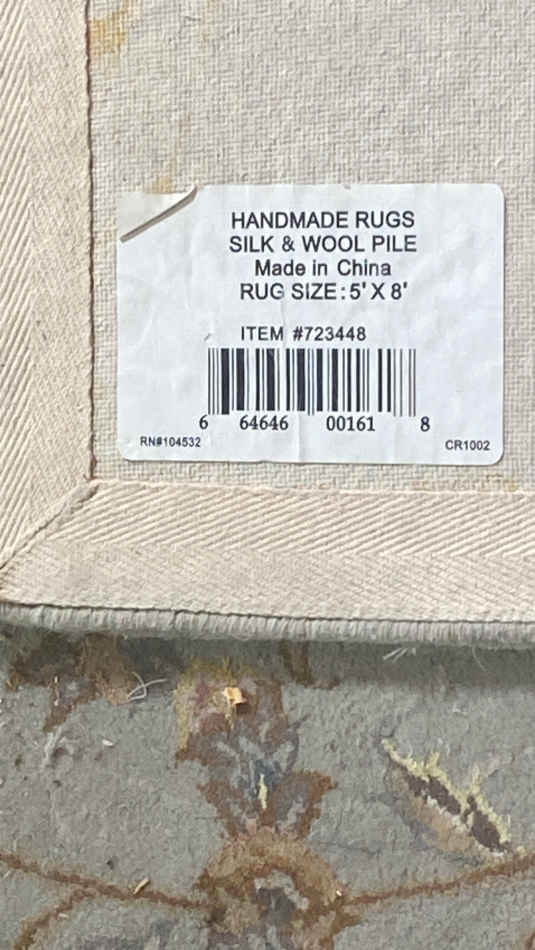 HANDMADE RUGS
SILK & WOOL PILE
Made in China
RUG SIZE: 5' X 8'
ITEM #723448
6 64646 00161 8
RN#104532 CR1002